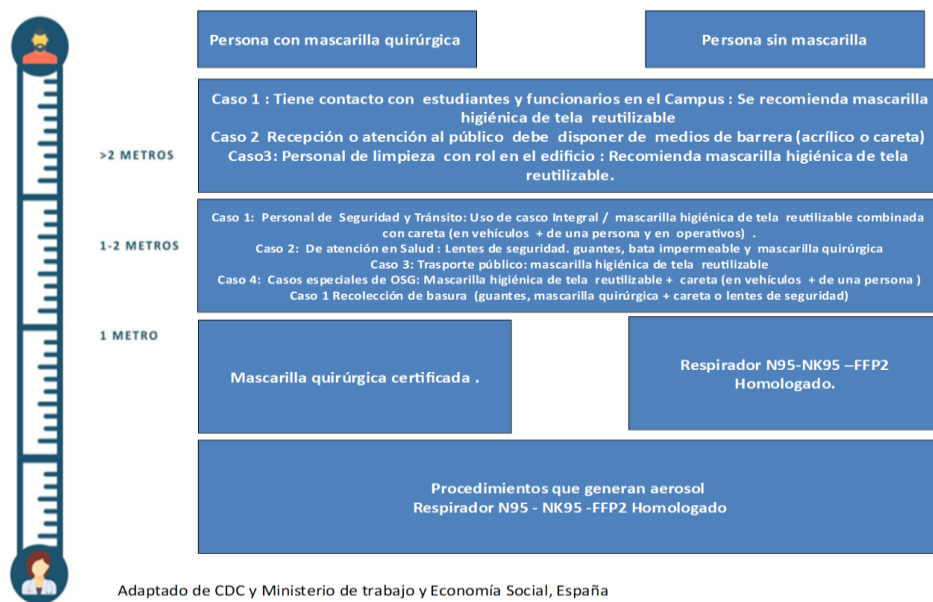 Persona con mascarilla quirúrgica
Persona sin mascarilla
Caso 1 : Tiene contacto con estudiantes y funcionarios en el Campus : Se recomienda mascarilla
higiénica de tela reutilizable
Caso 2 Recepción o atención al público debe disponer de medios de barrera (acrílico o careta)
Caso3: Personal de limpieza con rol en el edificio : Recomienda mascarilla higiénica de tela
reutilizable.
>2 METROS
Caso 1: Personal de Seguridad y Tránsito: Uso de casco Integral / mascarilla higiénica de tela reutilizable combinada
con careta (en vehículos + de una persona y en operativos) .
Caso 2: De atención en Salud : Lentes de seguridad. guantes, bata impermeable y mascarilla quirúrgica
Caso 3: Trasporte público: mascarilla higiénica de tela reutilizable
Caso 4: Casos especiales de OSG: Mascarilla higiénica de tela reutilizable + careta (en vehículos + de una persona )
Caso 1 Recolección de basura (guantes, mascarilla quirúrgica + careta o lentes de seguridad)
1-2 METROS
1 METRO
Mascarilla quirúrgica certificada .
Respirador N95-NK95 –FFP2
Homologado.
Procedimientos que generan aerosol
Respirador N95 - NK95 -FFP2 Homologado
Adaptado de CDC y Ministerio de trabajo y Economía Social, España